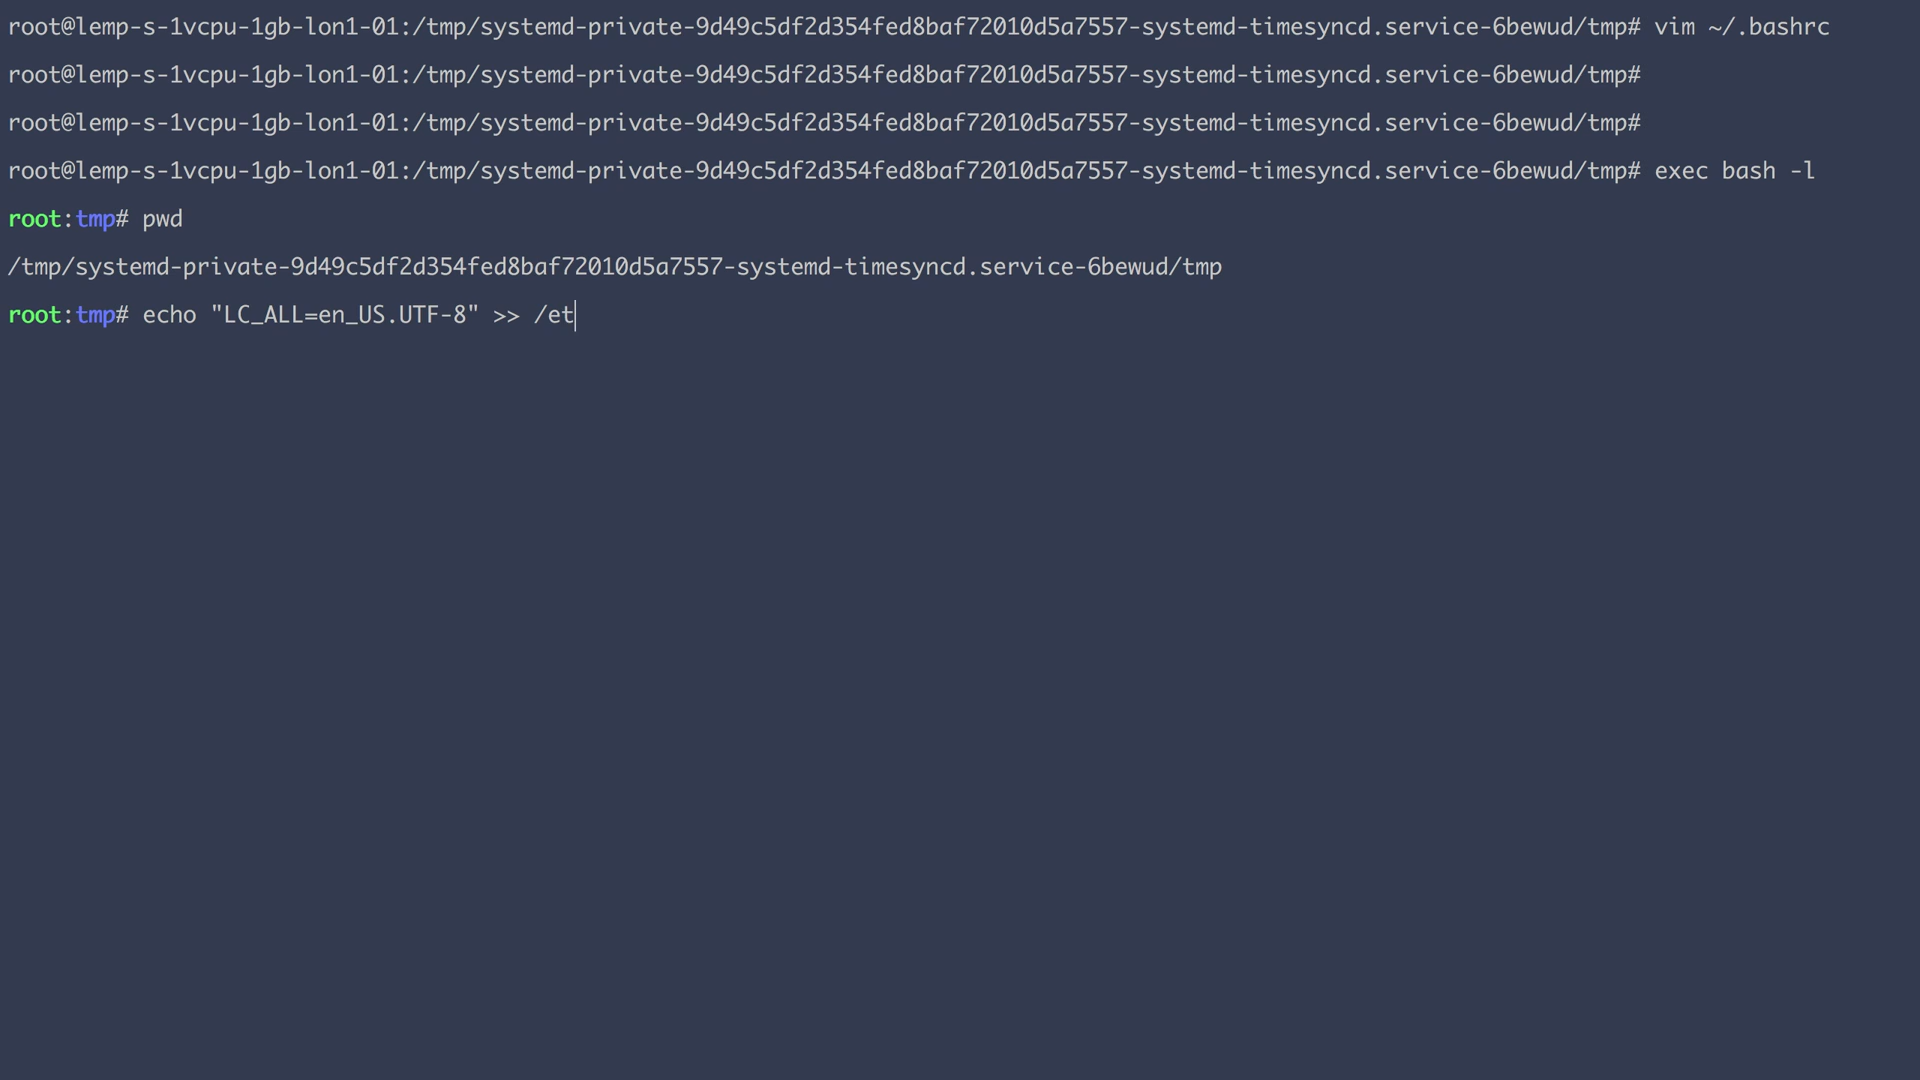 root@lemp-s-1vcpu-1gb-lon1-01:/tmp/systemd-private-9d49c5df2d354fed8baf72010d5a7557-systemd-timesyncd.service-6bewud/tmp# vim ~/.bashrc
root@lemp-s-1vcpu-1gb-lon1-01:/tmp/systemd-private-9d49c5df2d354fed8baf72010d5a7557-systemd-timesyncd.service-6bewud/tmp#
root@lemp-s-1vcpu-1gb-lon1-01:/tmp/systemd-private-9d49c5df2d354fed8baf72010d5a7557-systemd-timesyncd.service-6bewud/tmp#
root@lemp-s-1vcpu-1gb-lon1-01:/tmp/systemd-private-9d49c5df2d354fed8baf72010d5a7557-systemd-timesyncd.service-6bewud/tmp# exec bash -l
root:tmp# pwd
/tmp/systemd-private-9d49c5df2d354fed8baf72010d5a7557-systemd-timesyncd.service-6bewud/tmp
root:tmp# echo "LC_ALL=en_US.UTF-8" >> /et